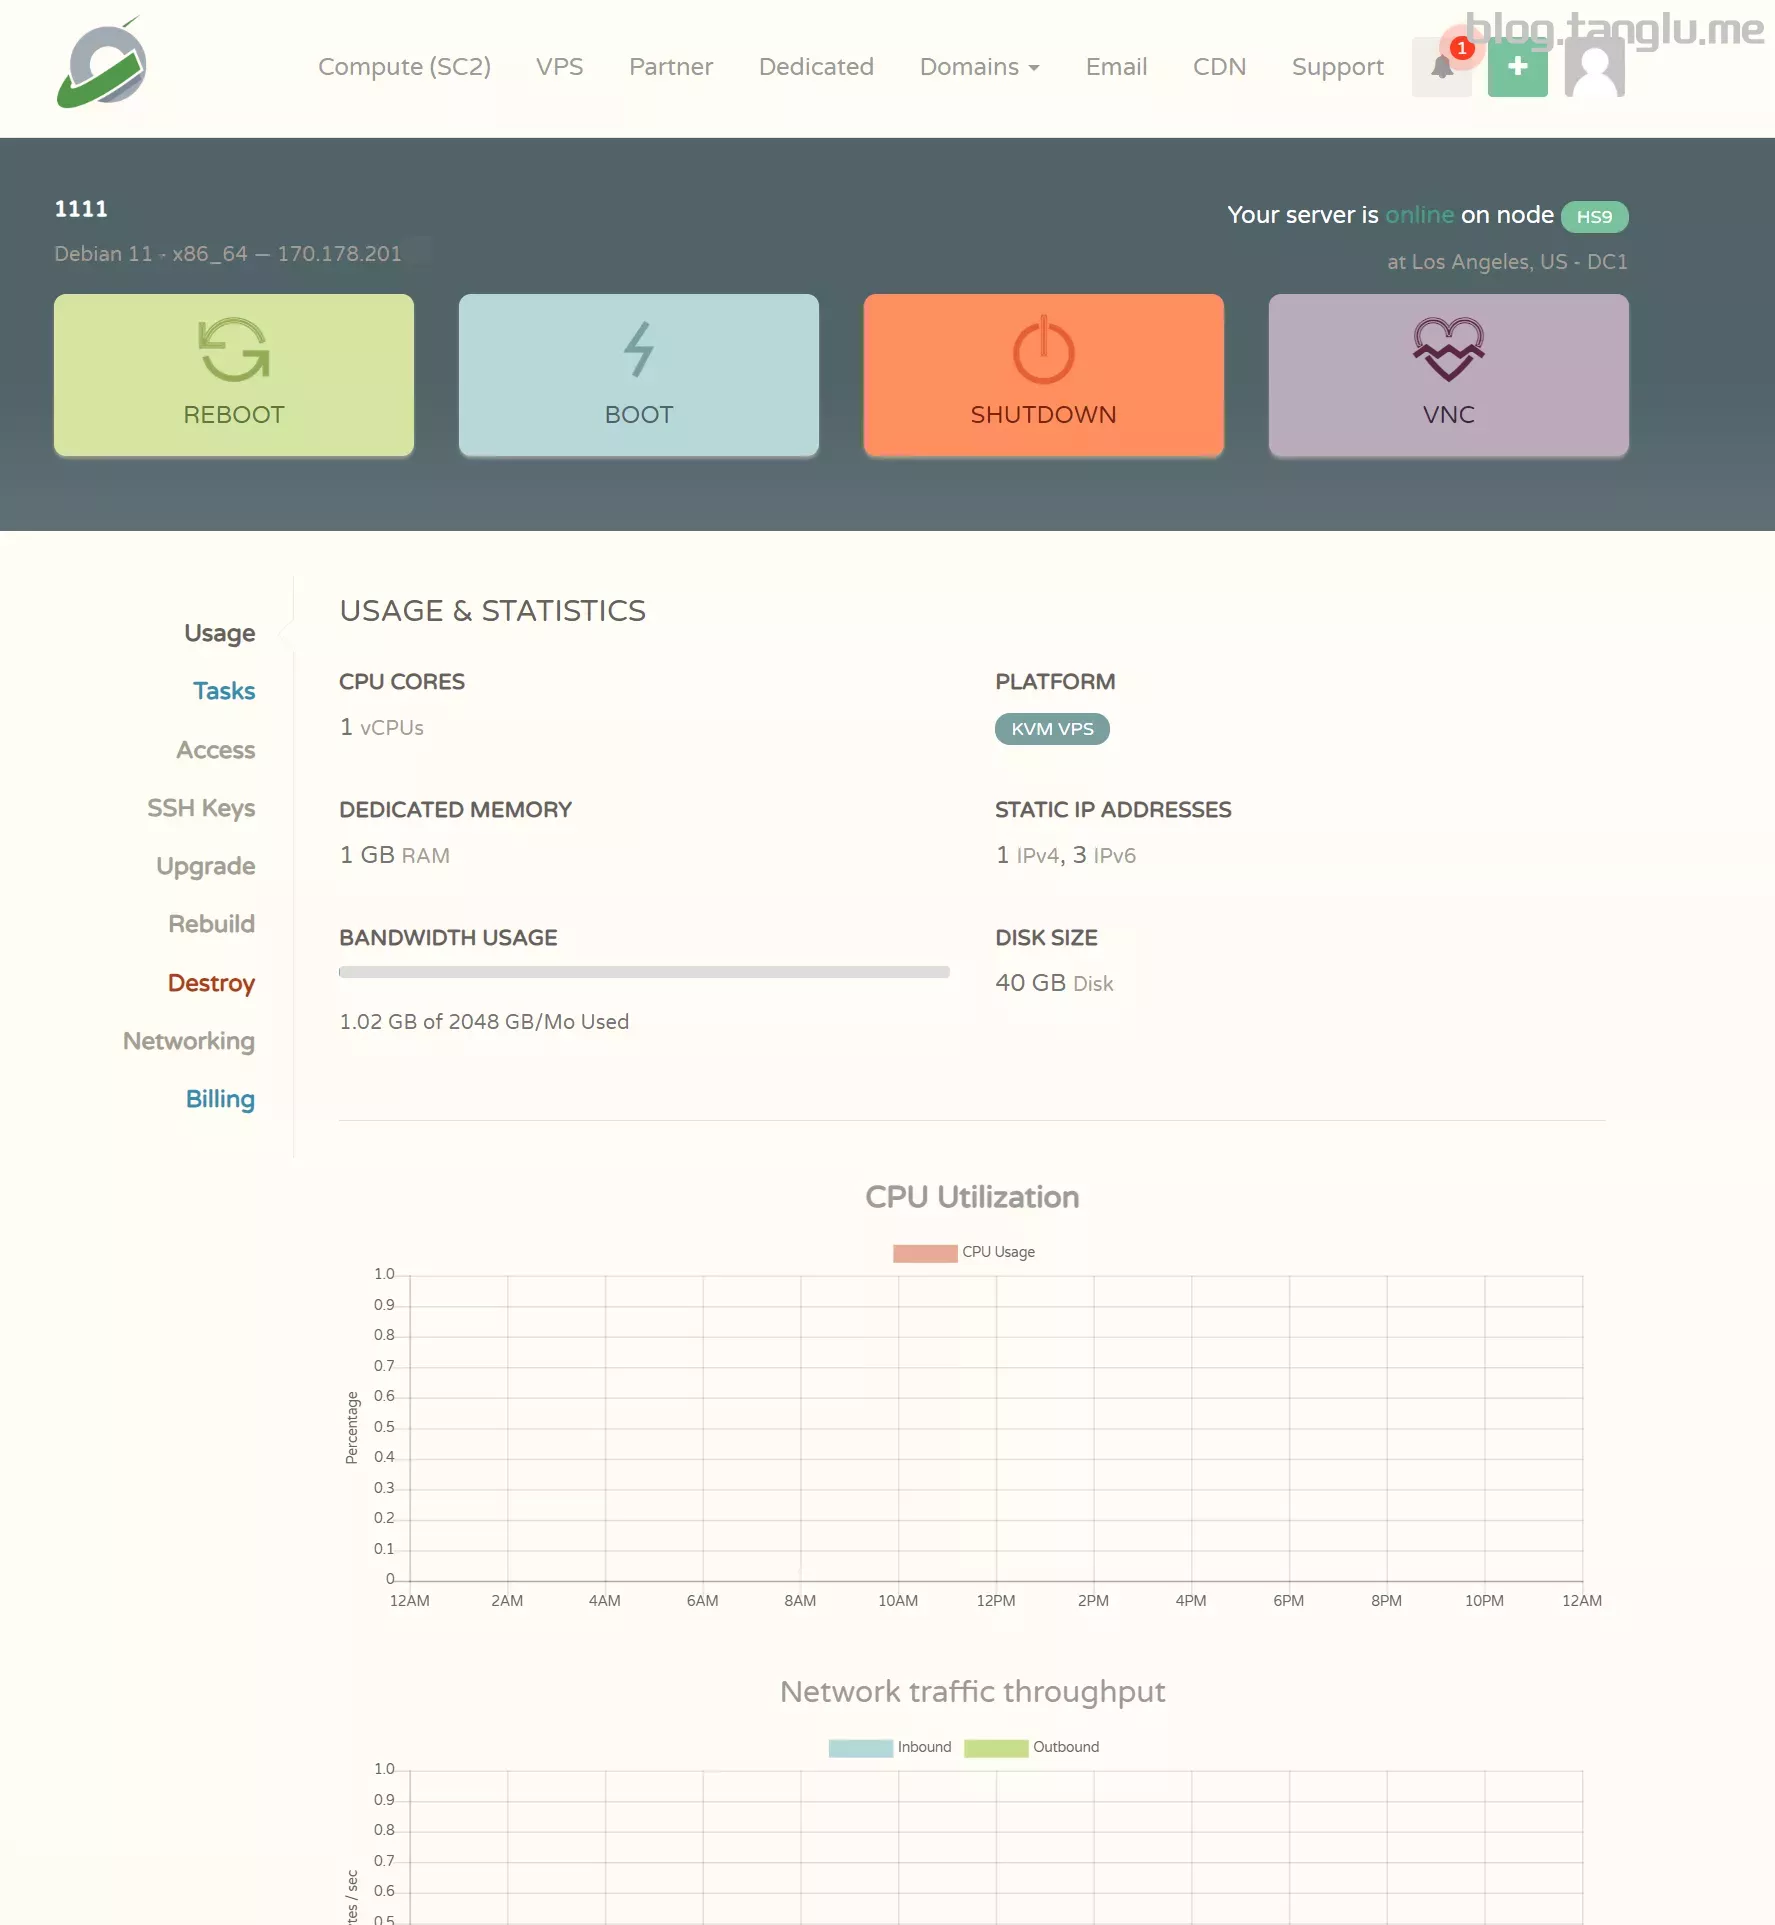 blog.tanglu.me
Compute (SC2) VPS Partner Dedicated Domains Email CDN Support 1
1111
Your server is online on node HS9
Debian 11 - x86_64 — 170.178.201
at Los Angeles, US - DC1
REBOOT BOOT SHUTDOWN VNC
Usage
Tasks
Access
SSH Keys
Upgrade
Rebuild
Destroy
Networking
Billing
USAGE & STATISTICS
CPU CORES
1 vCPUs
PLATFORM
KVM VPS
DEDICATED MEMORY
1 GB RAM
STATIC IP ADDRESSES
1 IPv4, 3 IPv6
BANDWIDTH USAGE
1.02 GB of 2048 GB/Mo Used
DISK SIZE
40 GB Disk
CPU Utilization
CPU Usage
Percentage
1.0
0.9
0.8
0.7
0.6
0.5
0.4
0.3
0.2
0.1
0
12AM 2AM 4AM 6AM 8AM 10AM 12PM 2PM 4PM 6PM 8PM 10PM 12AM
Network traffic throughput
Inbound Outbound
1.0
0.9
0.8
0.7
0.6
0.5
/ sec